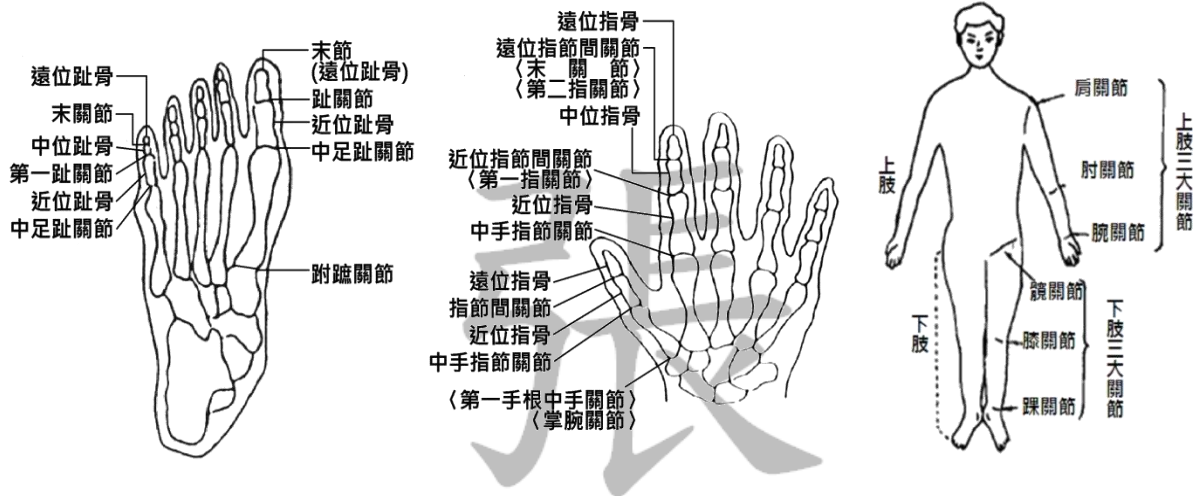 遠位趾骨
末關節
中位趾骨
第一趾關節
近位趾骨
中足趾關節
末節
(遠位趾骨)
趾關節
近位趾骨
中足趾關節
跗蹠關節
遠位指骨
遠位指節間關節
〈末關節〉
〈第二指關節〉
中位指骨
近位指節間關節
〈第一指關節〉
近位指骨
中手指節關節
遠位指骨
指節間關節
近位指骨
中手指節關節
〈第一手根中手關節〉
〈掌腕關節〉
張
上肢
下肢
肩關節
肘關節
腕關節
上肢三大關節
髖關節
膝關節
踝關節
下肢三大關節